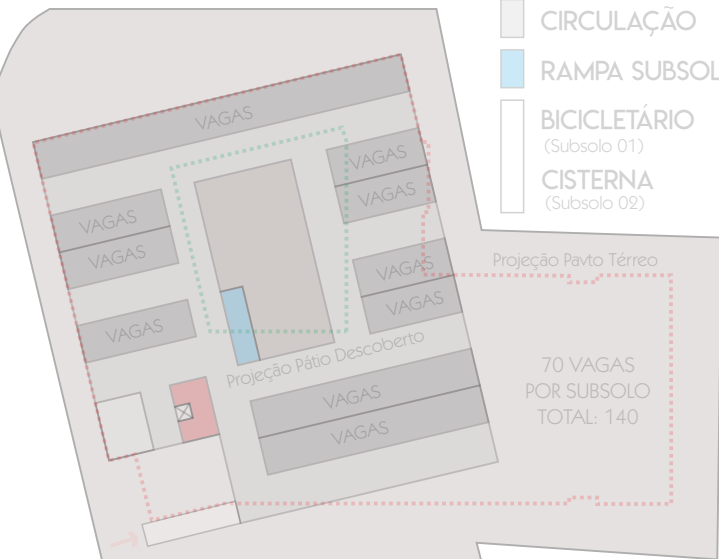 CIRCULAÇÃO
RAMPA SUBSOL
BICICLETÁRIO
(Subsolo 01)
CISTERNA
(Subsolo 02)
VAGAS
VAGAS
VAGAS
VAGAS
VAGAS
VAGAS
VAGAS
VAGAS
VAGAS
Projeção Pavto Térreo
Projeção Pátio Descoberto
70 VAGAS
POR SUBSOLO
TOTAL: 140
VAGAS
VAGAS